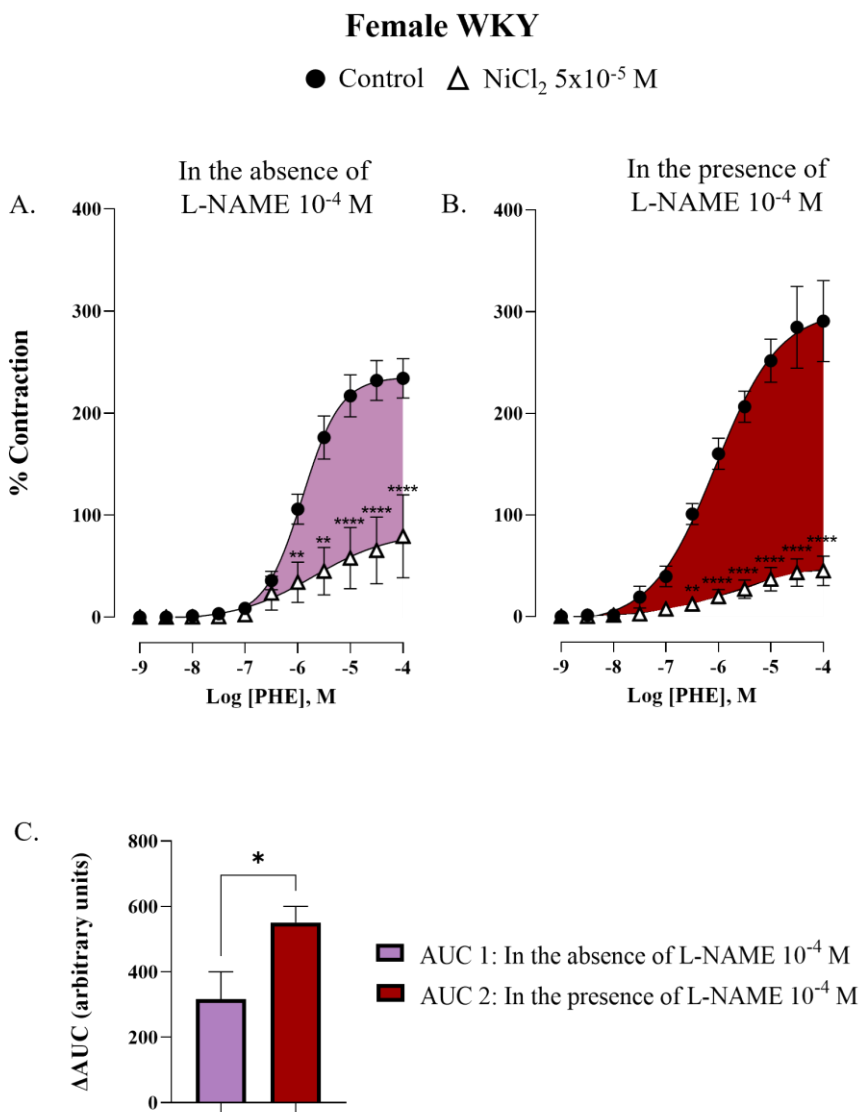 Female WKY
● Control △ NiCl₂ 5x10⁻⁵ M
A.
In the absence of
L-NAME 10⁻⁴ M
400
300
200
100
0
% Contraction
**
**
****
****
****
-9 -8 -7 -6 -5 -4
Log [PHE], M
B.
In the presence of
L-NAME 10⁻⁴ M
400
300
200
100
0
**
****
****
****
****
****
-9 -8 -7 -6 -5 -4
Log [PHE], M
C.
800
600
400
200
0
ΔAUC (arbitrary units)
*
AUC 1: In the absence of L-NAME 10⁻⁴ M
AUC 2: In the presence of L-NAME 10⁻⁴ M